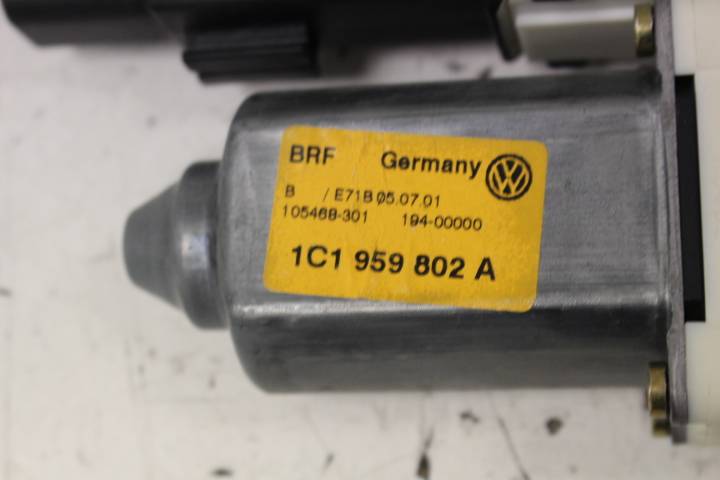 BRF Germany
B / E71B 05.07.01
105468-301 194-00000
1C1 959 802 A